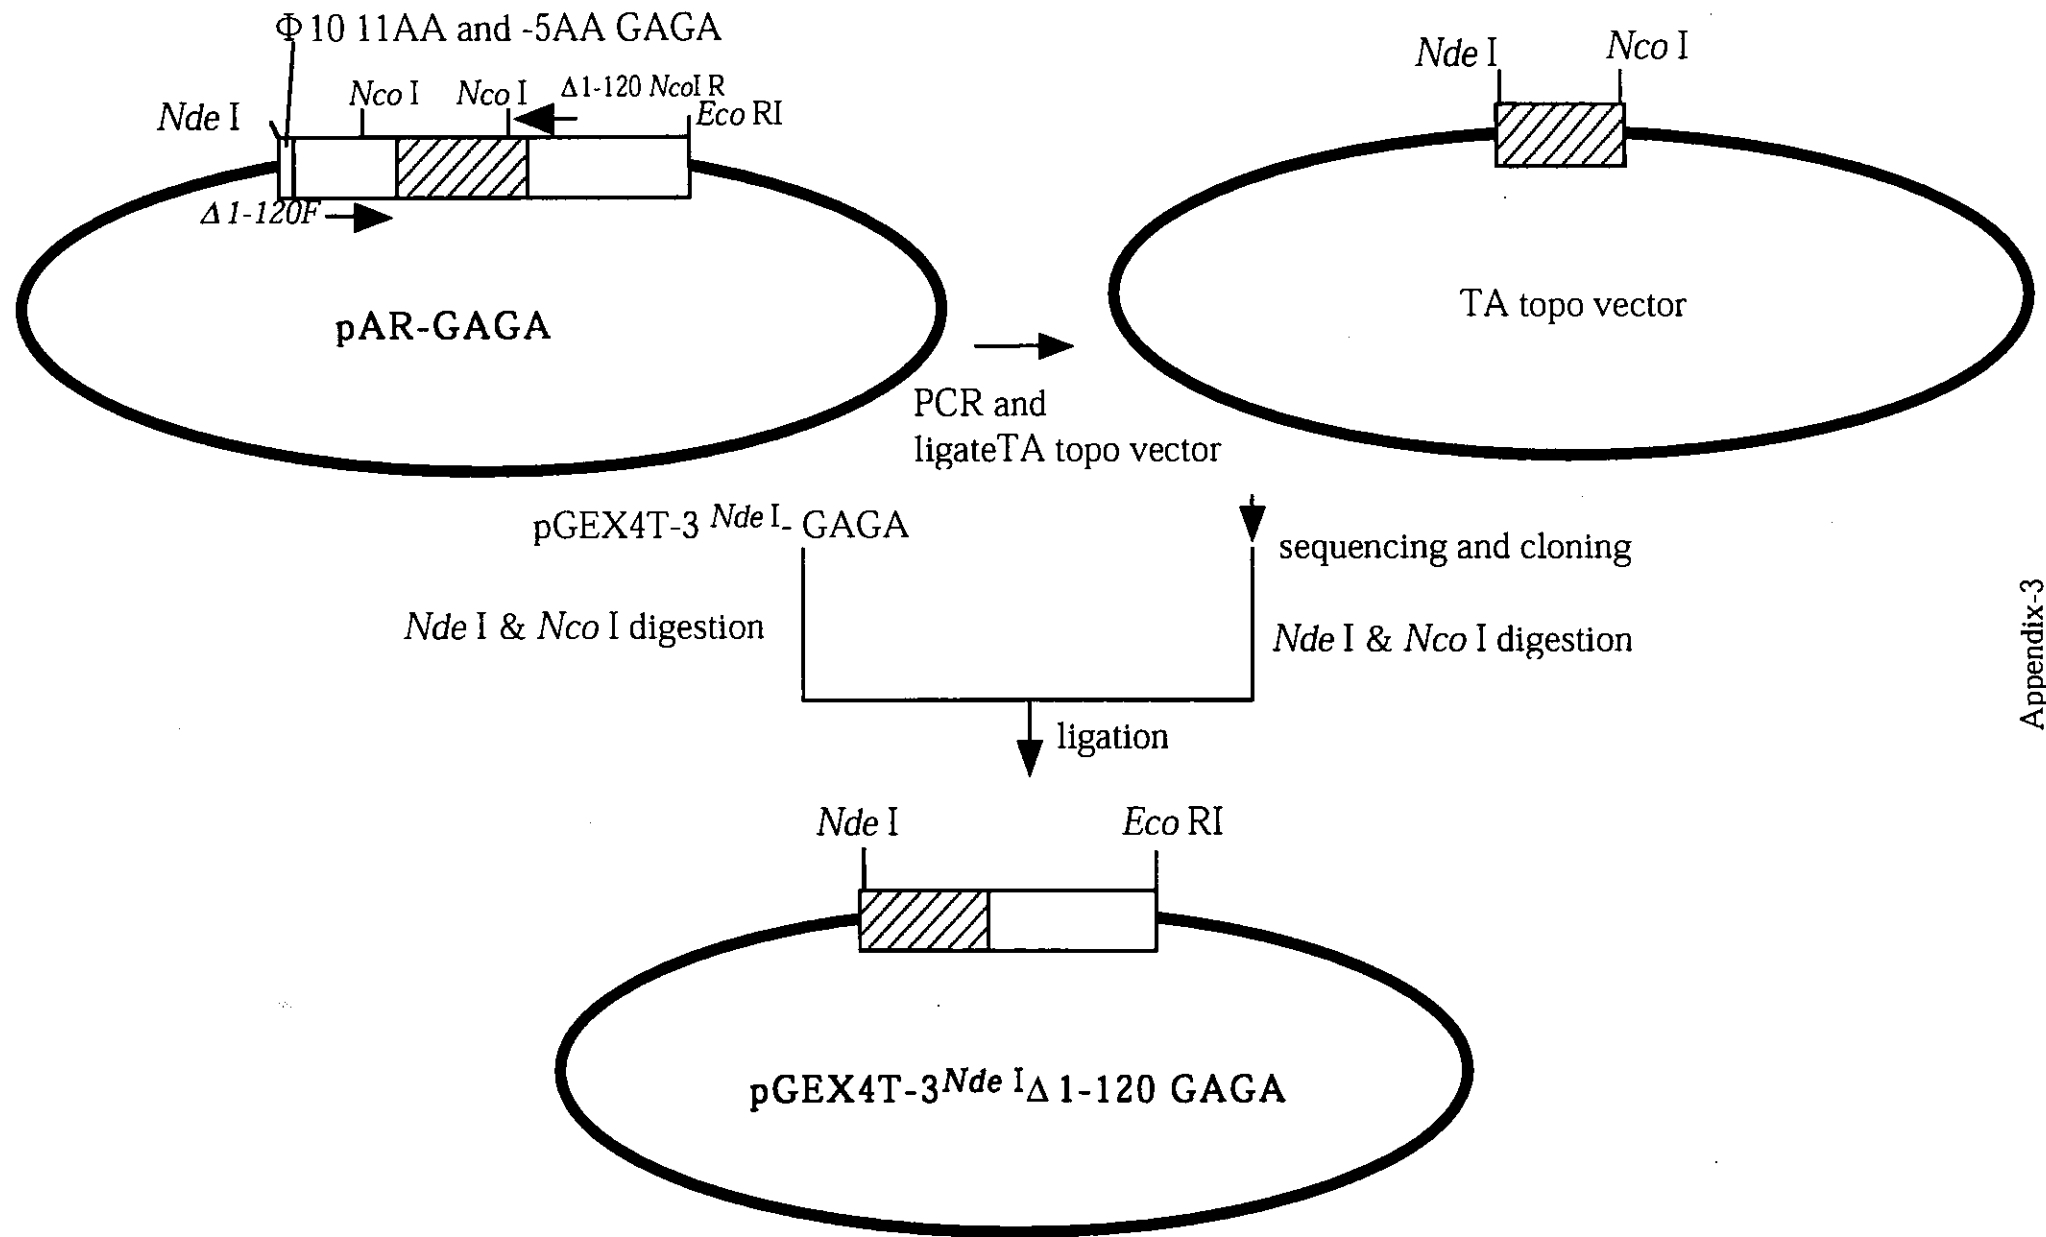 Φ10 11AA and -5AA GAGA
Nde I
Nco I
Nco I
Δ1-120 NcoI R
Eco RI
Δ1-120F
pAR-GAGA
Nde I
Nco I
TA topo vector
PCR and
ligateTA topo vector
pGEX4T-3 Nde I- GAGA
sequencing and cloning
Nde I & Nco I digestion
Nde I & Nco I digestion
ligation
Nde I
Eco RI
pGEX4T-3Nde IΔ1-120 GAGA
Appendix-3